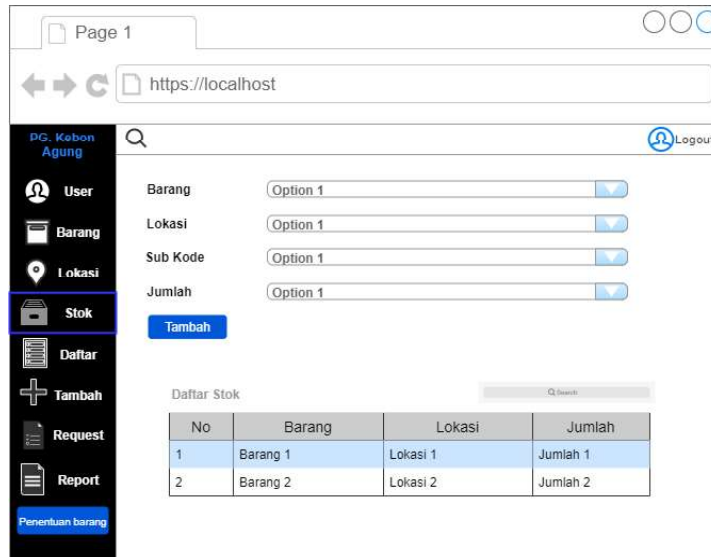 Page 1
https://localhost
PG. Kebon
Agung
Logout
User
Barang
Lokasi
Stok
Daftar
Tambah
Request
Report
Penentuan barang
Barang Option 1
Lokasi Option 1
Sub Kode Option 1
Jumlah Option 1
Tambah
Daftar Stok Search
No Barang Lokasi Jumlah
1 Barang 1 Lokasi 1 Jumlah 1
2 Barang 2 Lokasi 2 Jumlah 2